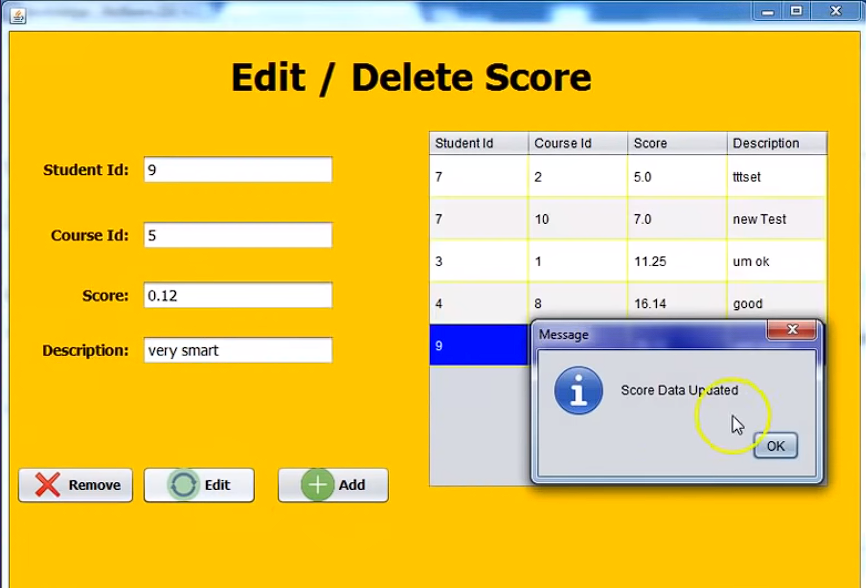 Edit / Delete Score
Student Id: 9
Course Id: 5
Score: 0.12
Description: very smart
Remove
Edit
Add
Student Id Course Id Score Description
7 2 5.0 tttset
7 10 7.0 new Test
3 1 11.25 um ok
4 8 16.14 good
9
Message
Score Data Updated
OK